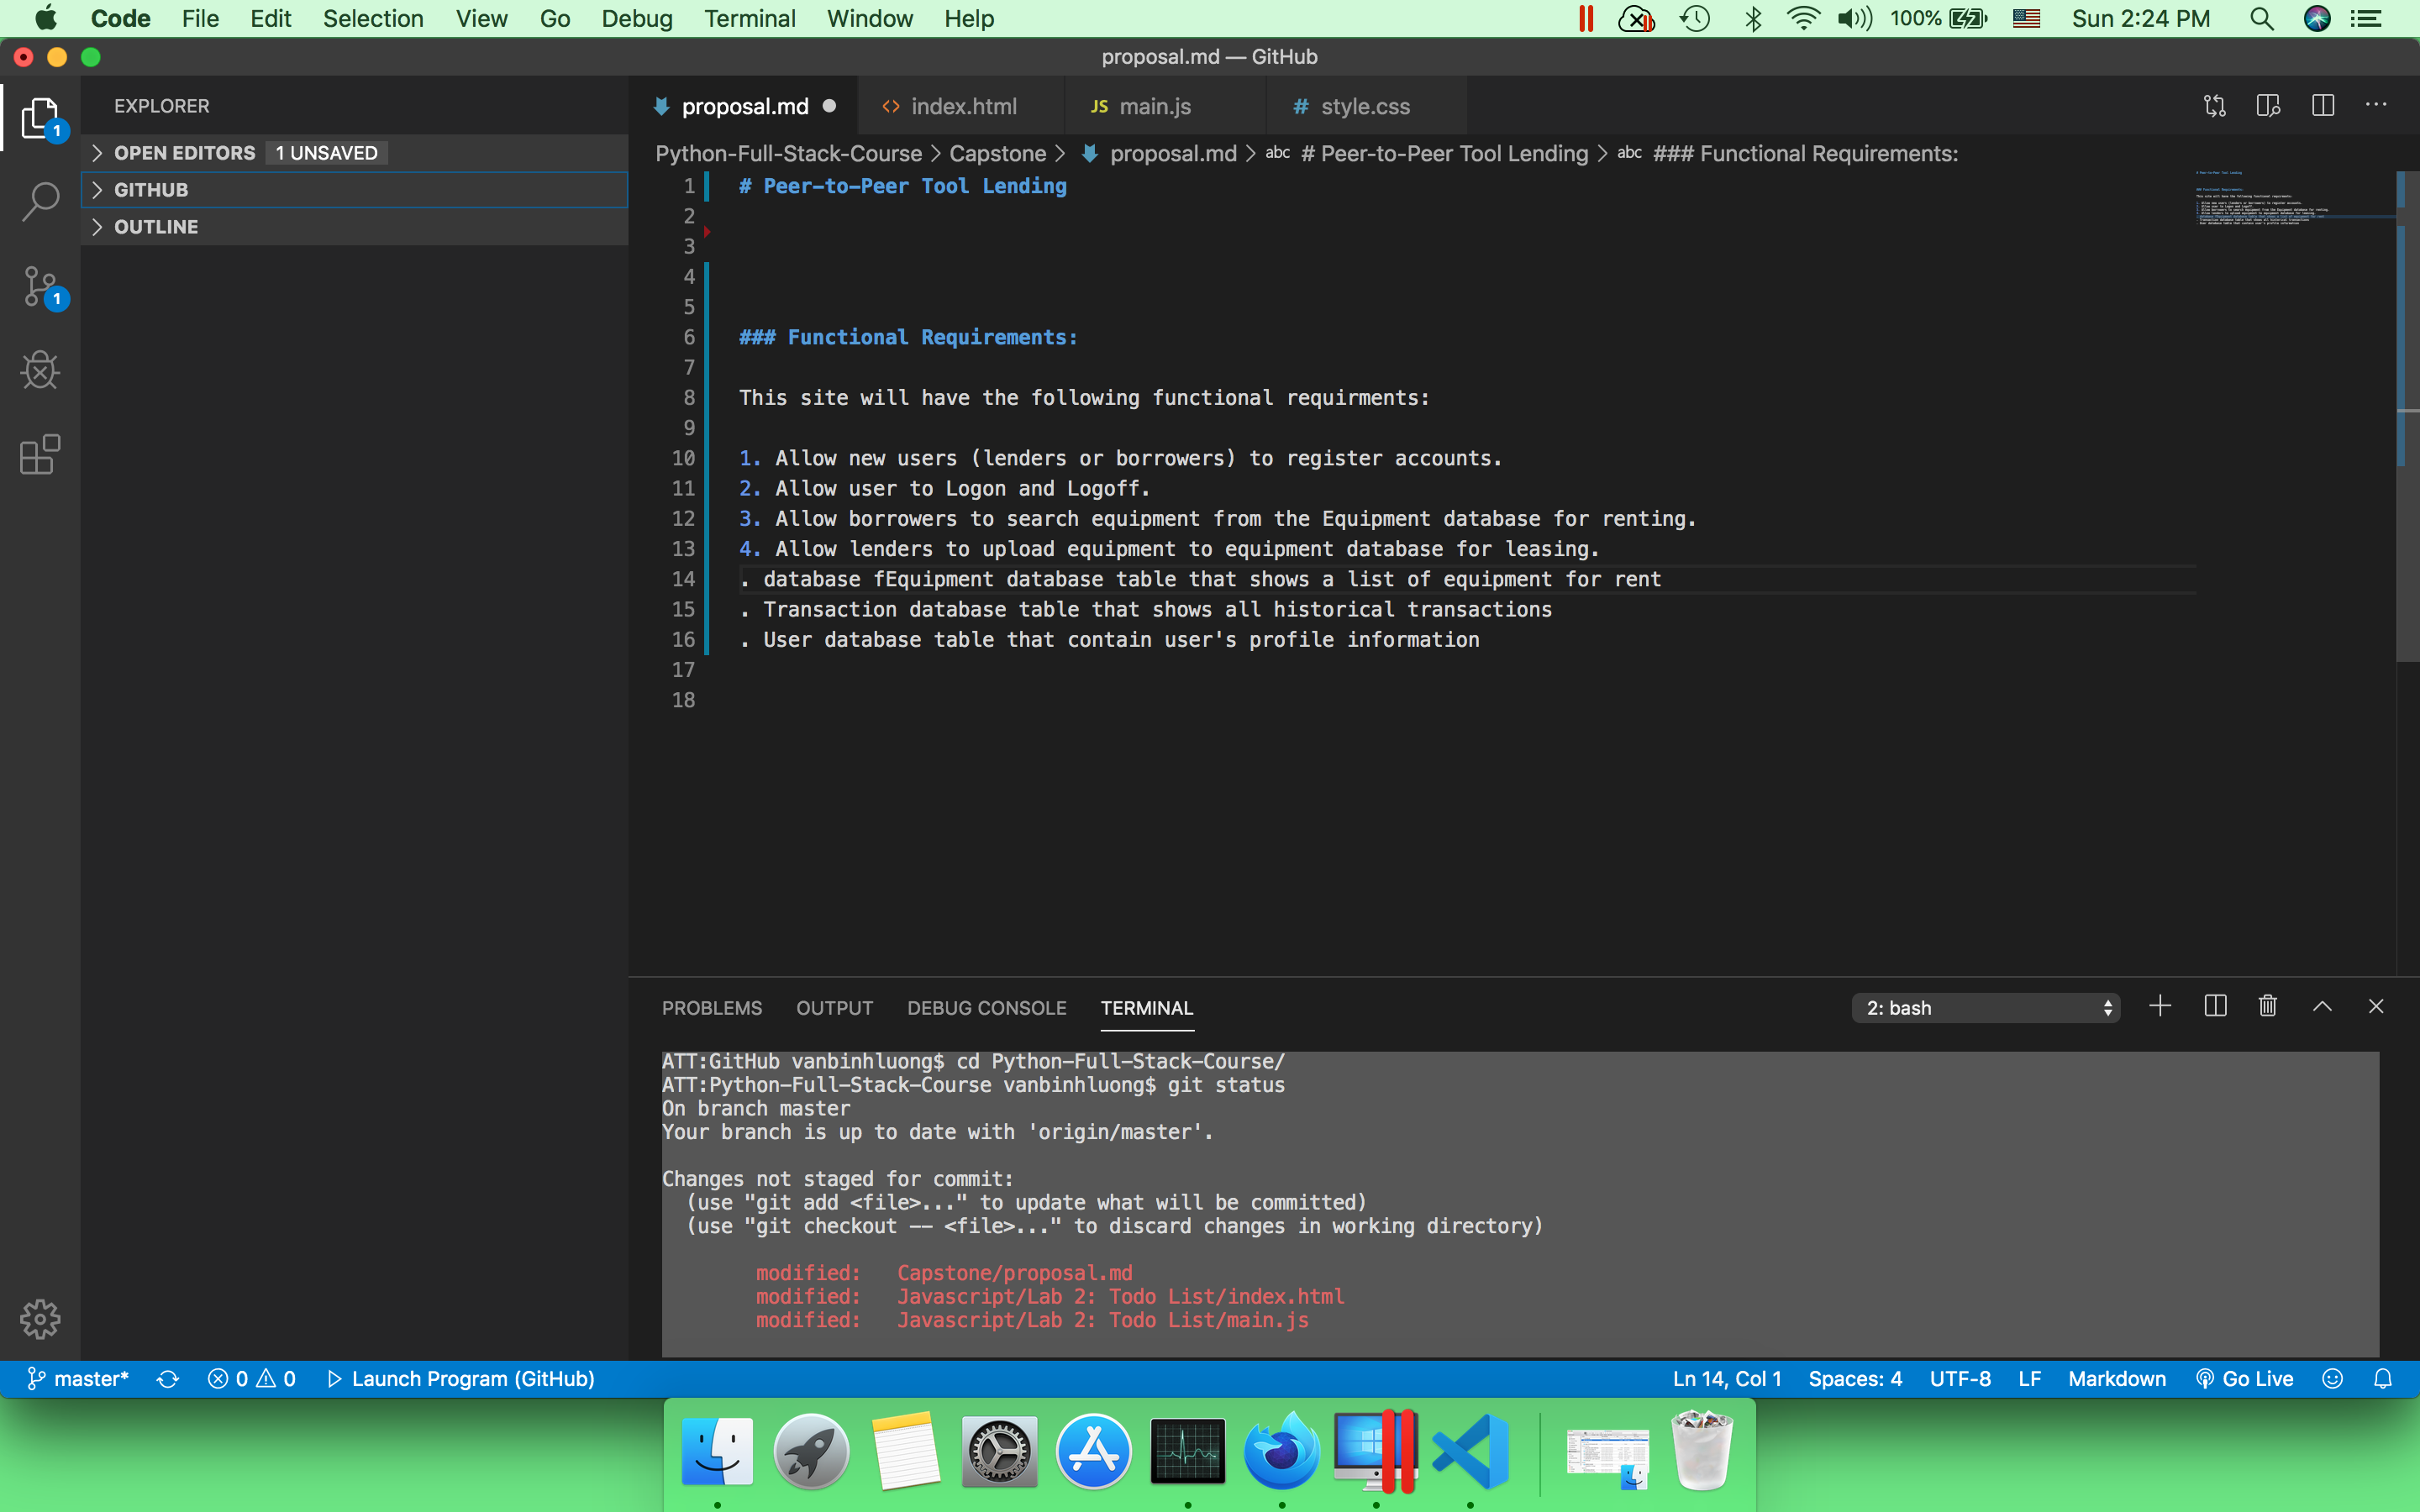 Code File Edit Selection View Go Debug Terminal Window Help 100% Sun 2:24 PM
proposal.md — GitHub
EXPLORER
OPEN EDITORS 1 UNSAVED
GITHUB
OUTLINE
1
1
proposal.md <> index.html JS main.js # style.css
Python-Full-Stack-Course > Capstone > proposal.md > abc # Peer-to-Peer Tool Lending > abc ### Functional Requirements:
1 # Peer-to-Peer Tool Lending
2
3
4
5
6 ### Functional Requirements:
7
8 This site will have the following functional requirments:
9
10 1. Allow new users (lenders or borrowers) to register accounts.
11 2. Allow user to Logon and Logoff.
12 3. Allow borrowers to search equipment from the Equipment database for renting.
13 4. Allow lenders to upload equipment to equipment database for leasing.
14 . database fEquipment database table that shows a list of equipment for rent
15 . Transaction database table that shows all historical transactions
16 . User database table that contain user's profile information
17
18
PROBLEMS OUTPUT DEBUG CONSOLE TERMINAL 2: bash
ATT:GitHub vanbinhluong$ cd Python-Full-Stack-Course/
ATT:Python-Full-Stack-Course vanbinhluong$ git status
On branch master
Your branch is up to date with 'origin/master'.
Changes not staged for commit:
(use "git add <file>..." to update what will be committed)
(use "git checkout -- <file>..." to discard changes in working directory)
modified: Capstone/proposal.md
modified: Javascript/Lab 2: Todo List/index.html
modified: Javascript/Lab 2: Todo List/main.js
master* 0 0 Launch Program (GitHub) Ln 14, Col 1 Spaces: 4 UTF-8 LF Markdown Go Live